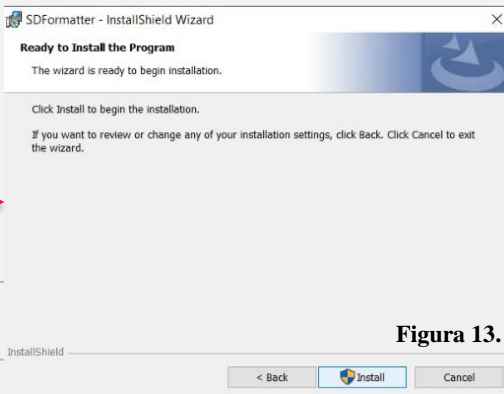 SDFormatter - InstallShield Wizard
Ready to Install the Program
The wizard is ready to begin installation.
Click Install to begin the installation.
If you want to review or change any of your installation settings, click Back. Click Cancel to exit
the wizard.
Figura 13.
InstallShield
< Back Install Cancel